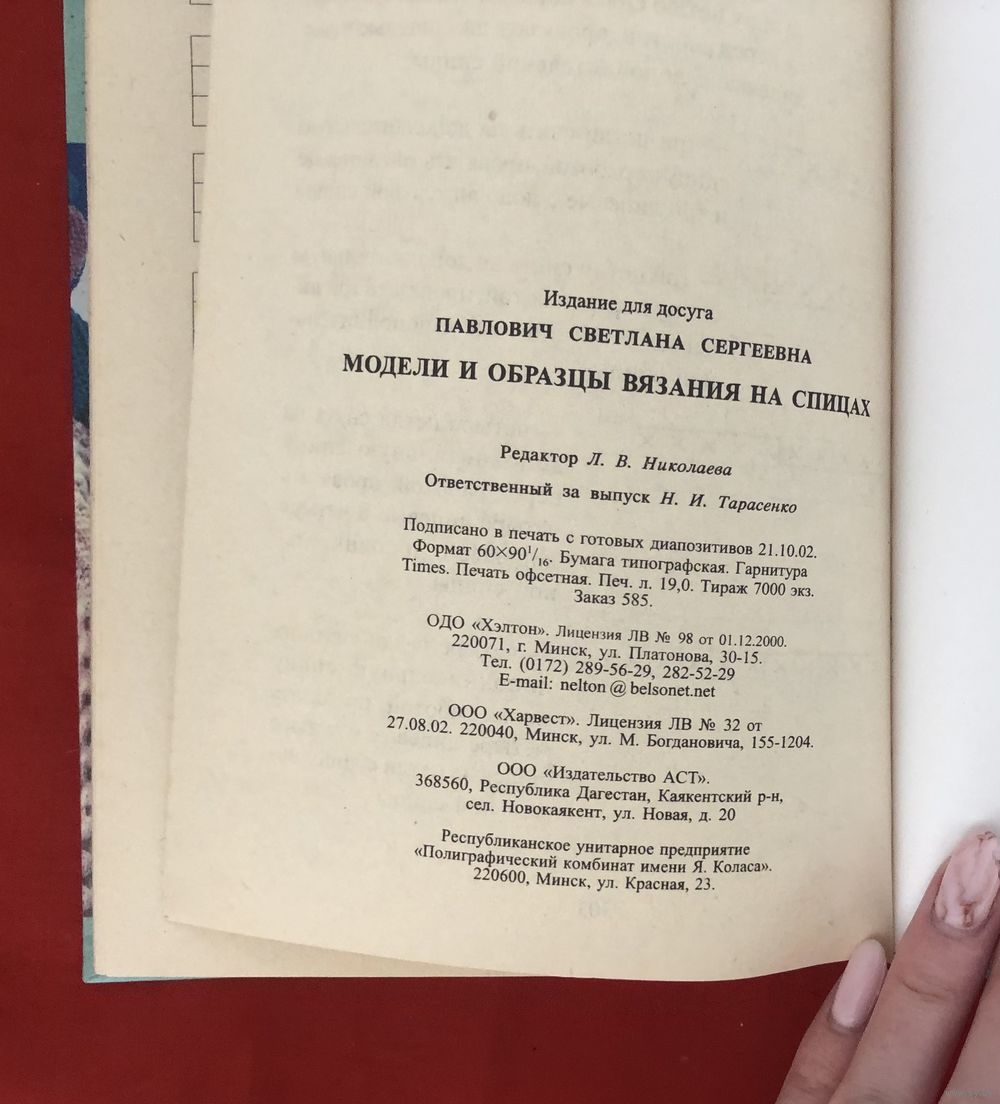 Издание для досуга
ПАВЛОВИЧ СВЕТЛАНА СЕРГЕЕВНА
МОДЕЛИ И ОБРАЗЦЫ ВЯЗАНИЯ НА СПИЦАХ
Редактор Л. В. Николаева
Ответственный за выпуск Н. И. Тарасенко
Подписано в печать с готовых диапозитивов 21.10.02.
Формат 60×90¹/₁₆. Бумага типографская. Гарнитура
Times. Печать офсетная. Печ. л. 19,0. Тираж 7000 экз.
Заказ 585.
ОДО «Хэлтон». Лицензия ЛВ № 98 от 01.12.2000.
220071, г. Минск, ул. Платонова, 30-15.
Тел. (0172) 289-56-29, 282-52-29
E-mail: nelton@belsonet.net
ООО «Харвест». Лицензия ЛВ № 32 от
27.08.02. 220040, Минск, ул. М. Богдановича, 155-1204.
ООО «Издательство АСТ».
368560, Республика Дагестан, Каякентский р-н,
сел. Новокаякент, ул. Новая, д. 20
Республиканское унитарное предприятие
«Полиграфический комбинат имени Я. Коласа».
220600, Минск, ул. Красная, 23.